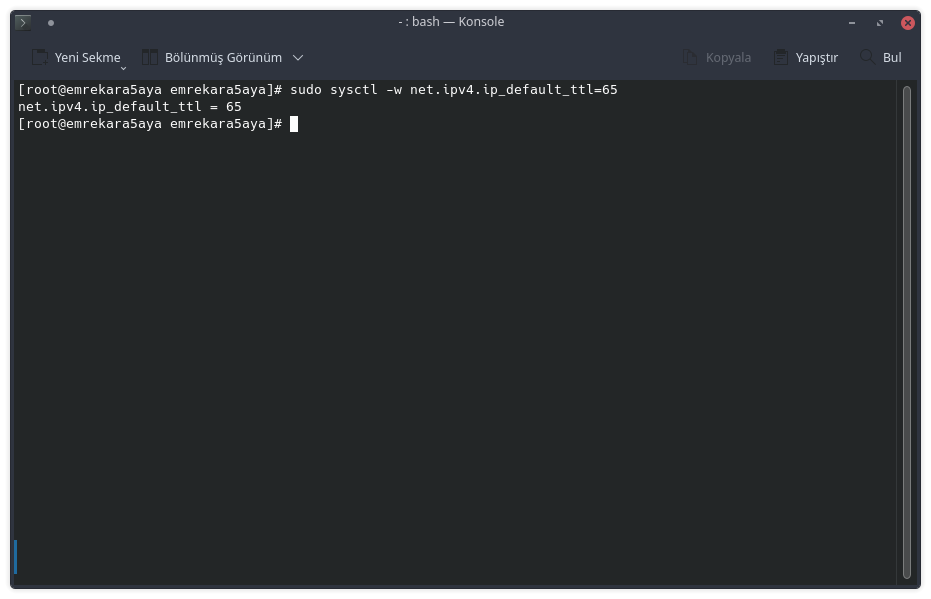 - : bash — Konsole
Yeni Sekme Bölünmüş Görünüm Kopyala Yapıştır Bul
[root@emrekara5aya emrekara5aya]# sudo sysctl -w net.ipv4.ip_default_ttl=65
net.ipv4.ip_default_ttl = 65
[root@emrekara5aya emrekara5aya]#